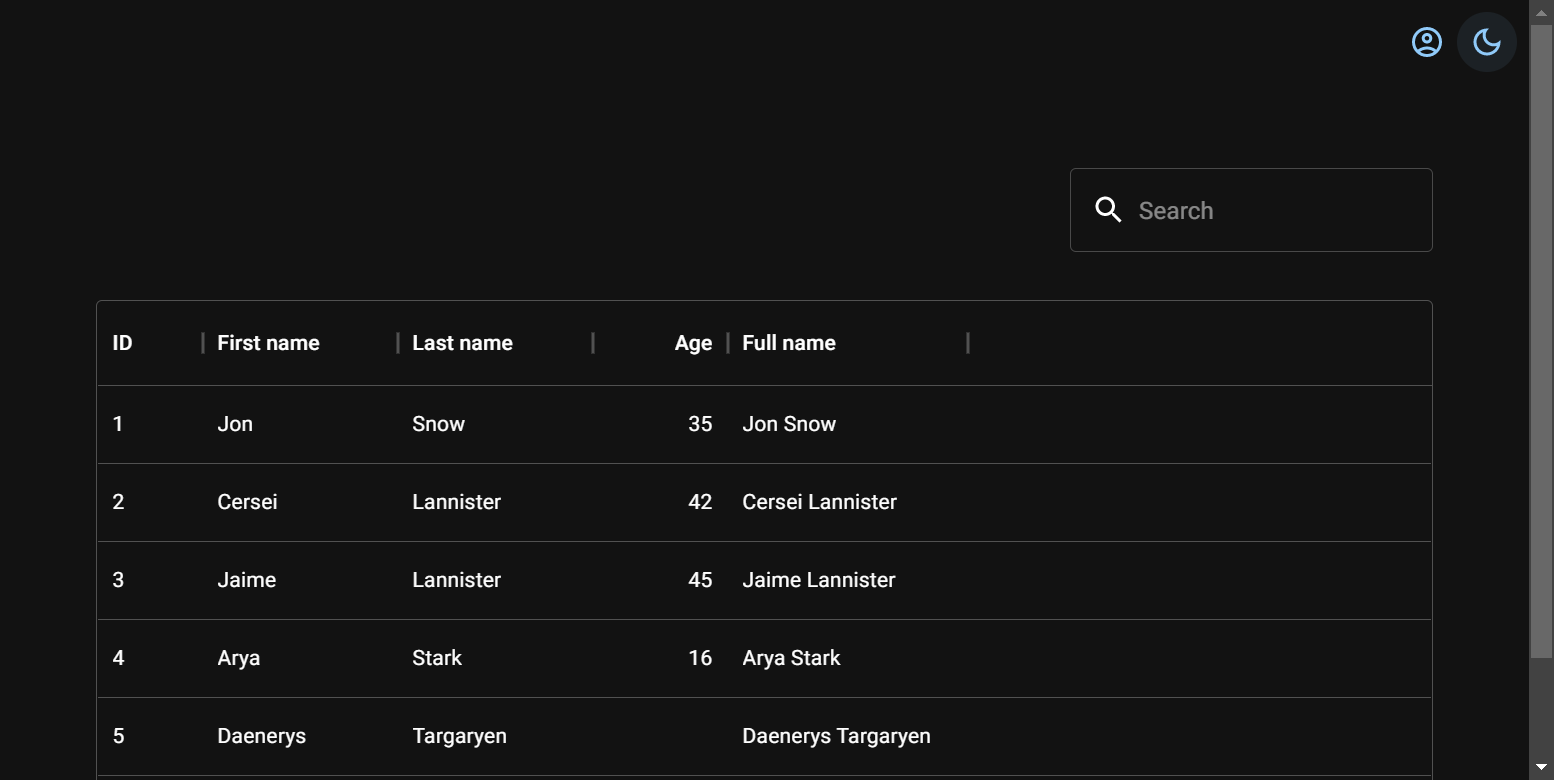 Search
ID First name Last name Age Full name
1 Jon Snow 35 Jon Snow
2 Cersei Lannister 42 Cersei Lannister
3 Jaime Lannister 45 Jaime Lannister
4 Arya Stark 16 Arya Stark
5 Daenerys Targaryen Daenerys Targaryen